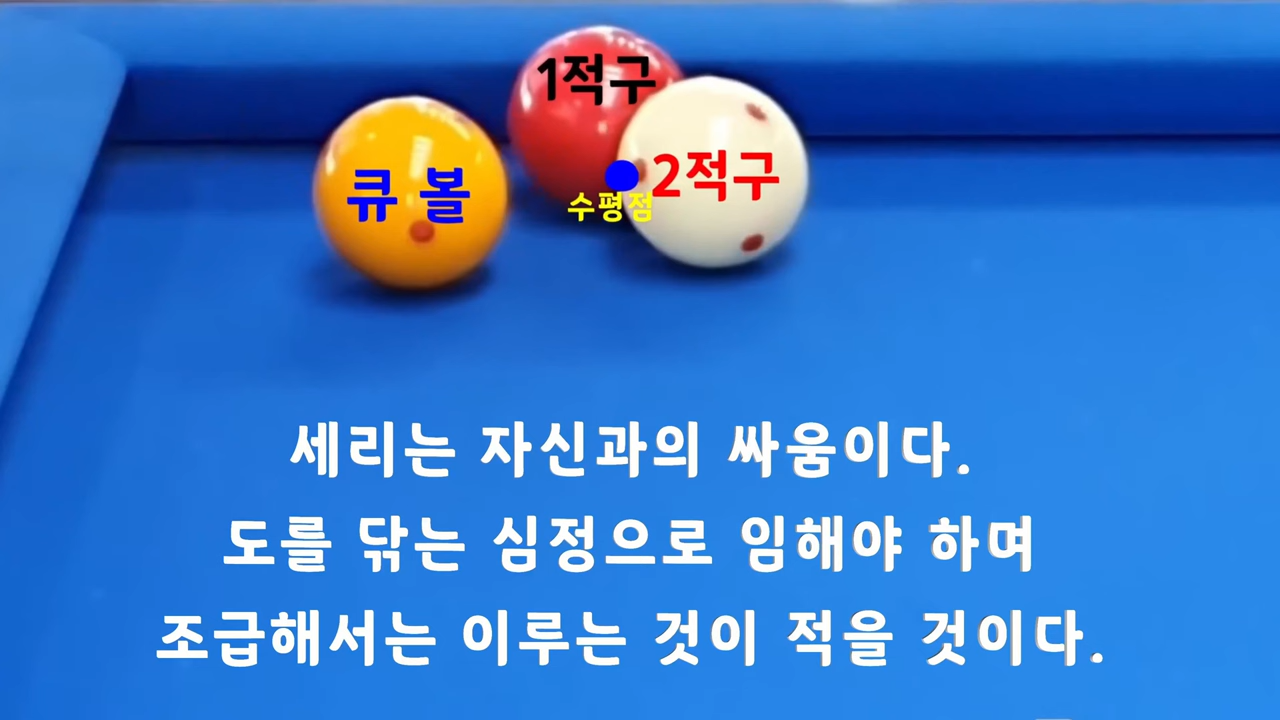 1적구
큐 볼
2적구
수평점
세리는 자신과의 싸움이다.
도를 닦는 심정으로 임해야 하며
조급해서는 이루는 것이 적을 것이다.